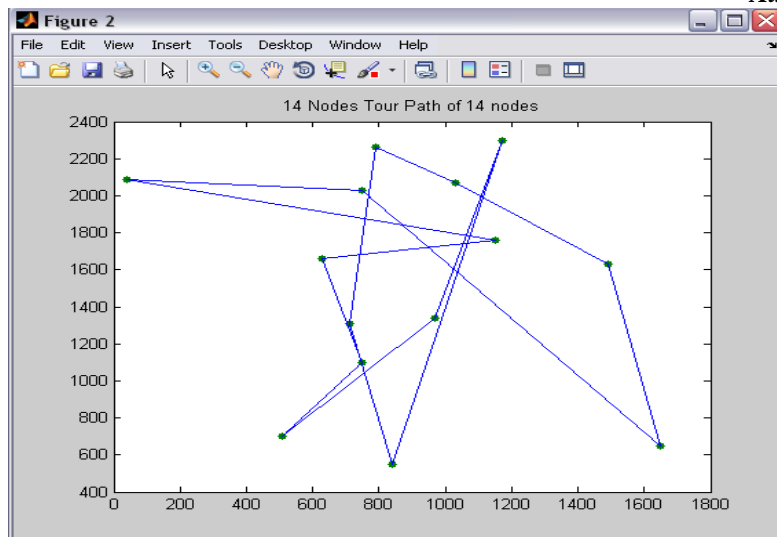 Figure 2
File Edit View Insert Tools Desktop Window Help
14 Nodes Tour Path of 14 nodes
2400
2200
2000
1800
1600
1400
1200
1000
800
600
400
0 200 400 600 800 1000 1200 1400 1600 1800